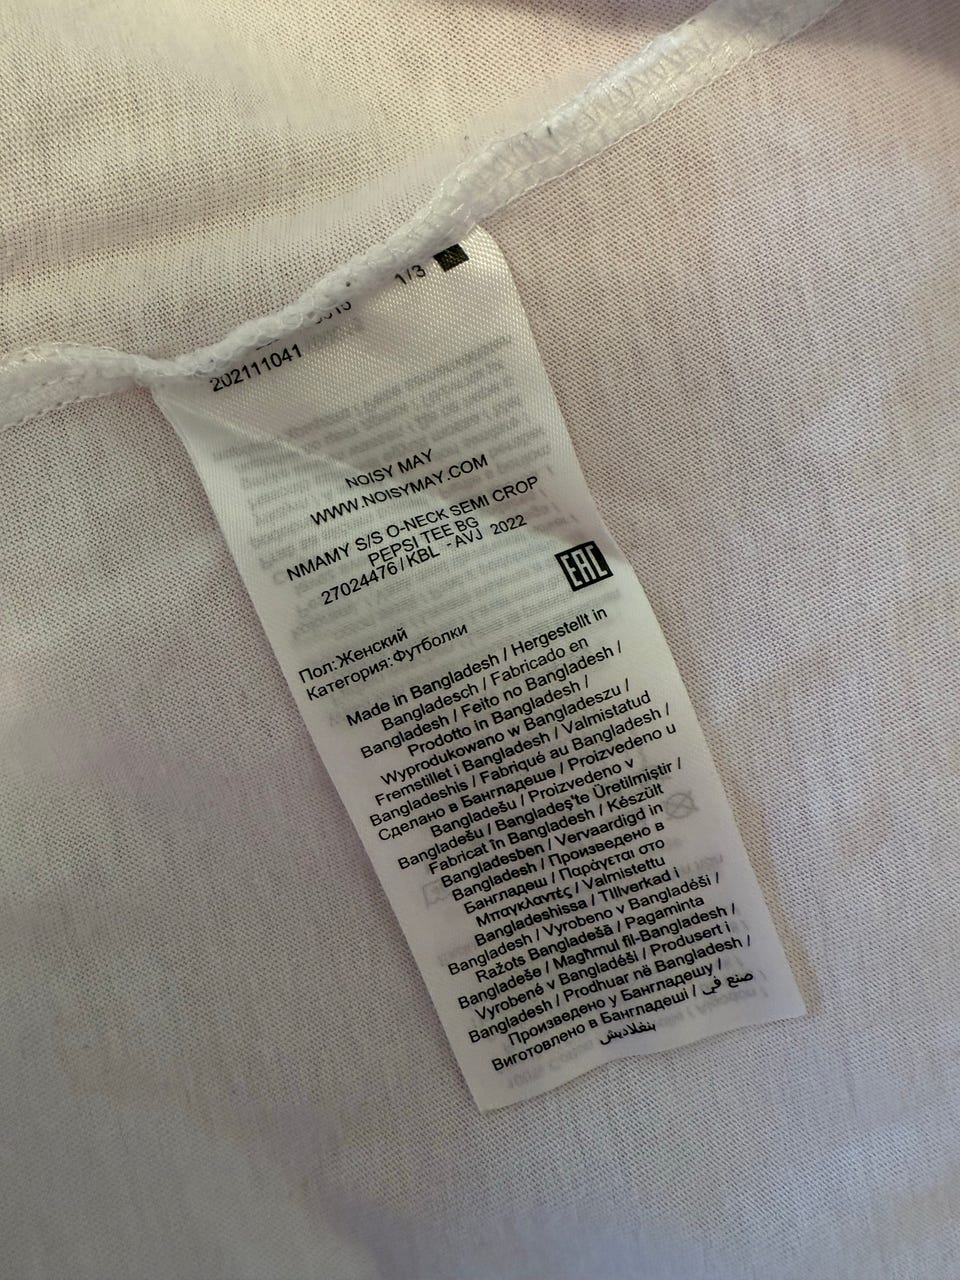 1/3
202111041
NOISY MAY
WWW.NOISYMAY.COM
NMAMY S/S O-NECK SEMI CROP
PEPSI TEE BG
27024476/KBL - AVJ 2022
EAC
Пол:Женский
Категория:Футболки
Made in Bangladesh / Hergestellt in
Bangladesch / Fabricado en
Bangladesh / Feito no Bangladesh /
Prodotto in Bangladesh /
Wyprodukowano w Bangladeszu /
Fremstillet i Bangladesh / Valmistatud
Bangladeshis / Fabriqué au Bangladesh /
Сделано в Бангладеше / Proizvedeno u
Bangladešu / Proizvedeno v
Bangladešu / Bangladeş'te Üretilmiştir /
Fabricat în Bangladesh / Készült
Bangladesben / Vervaardigd in
Bangladesh / Произведено в
Бангладеш / Παράγεται στο
Μπαγκλαντές / Valmistettu
Bangladeshissa / Tillverkad i
Bangladesh / Vyrobeno v Bangladéši /
Ražots Bangladešā / Pagaminta
Bangladeše / Magħmul fil-Bangladesh /
Vyrobené v Bangladéši / Produsert i
Bangladesh / Prodhuar në Bangladesh /
Произведено у Бангладешу /
Виготовлено в Бангладеші / صنع في
بنغلاديش